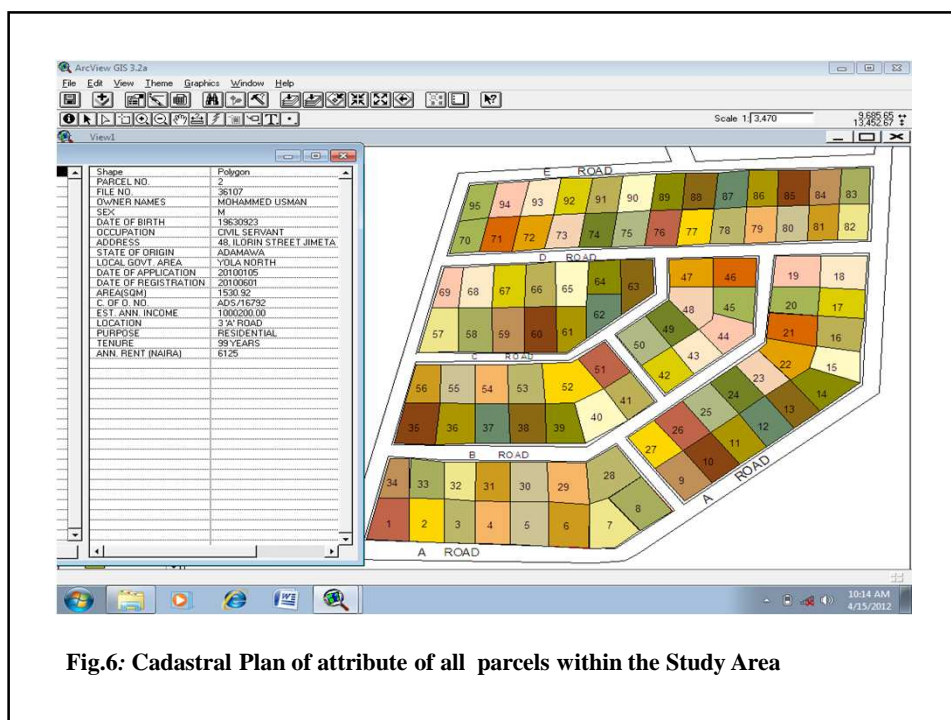 ArcView GIS 3.2a
File Edit View Theme Graphics Window Help
Scale 1: 3,470
9,685.65
13,452.67
View1
Shape Polygon
PARCEL NO. 2
FILE NO. 36107
OWNER NAMES MOHAMMED USMAN
SEX M
DATE OF BIRTH 19630923
OCCUPATION CIVIL SERVANT
ADDRESS 48, ILORIN STREET JIMETA
STATE OF ORIGIN ADAMAWA
LOCAL GOVT. AREA YOLA NORTH
DATE OF APPLICATION 20100105
DATE OF REGISTRATION 20100601
AREA(SQM) 1530.92
C. OF O. NO. ADS/16792
EST. ANN. INCOME 1000200.00
LOCATION 3 'A' ROAD
PURPOSE RESIDENTIAL
TENURE 99 YEARS
ANN. RENT (NAIRA) 6125
E ROAD
95 94 93 92 91 90 89 88 87 86 85 84 83
70 71 72 73 74 75 76 77 78 79 80 81 82
D ROAD
69 68 67 66 65 64 63
57 58 59 60 61 62
C ROAD
47 46
48 45
50 49 44
42 43
19 18
20 17
21 16
22 15
23 14
24 13
25 12
26 11
27 10
9
56 55 54 53 52 51
35 36 37 38 39 40 41
B ROAD
34 33 32 31 30 29 28
1 2 3 4 5 6 7 8
A ROAD
A ROAD
10:14 AM
4/15/2012
Fig.6: Cadastral Plan of attribute of all parcels within the Study Area